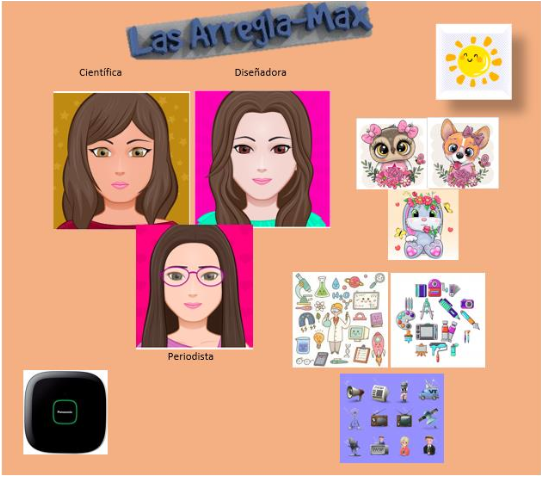 Las Arregla-Max
Científica
Diseñadora
Periodista